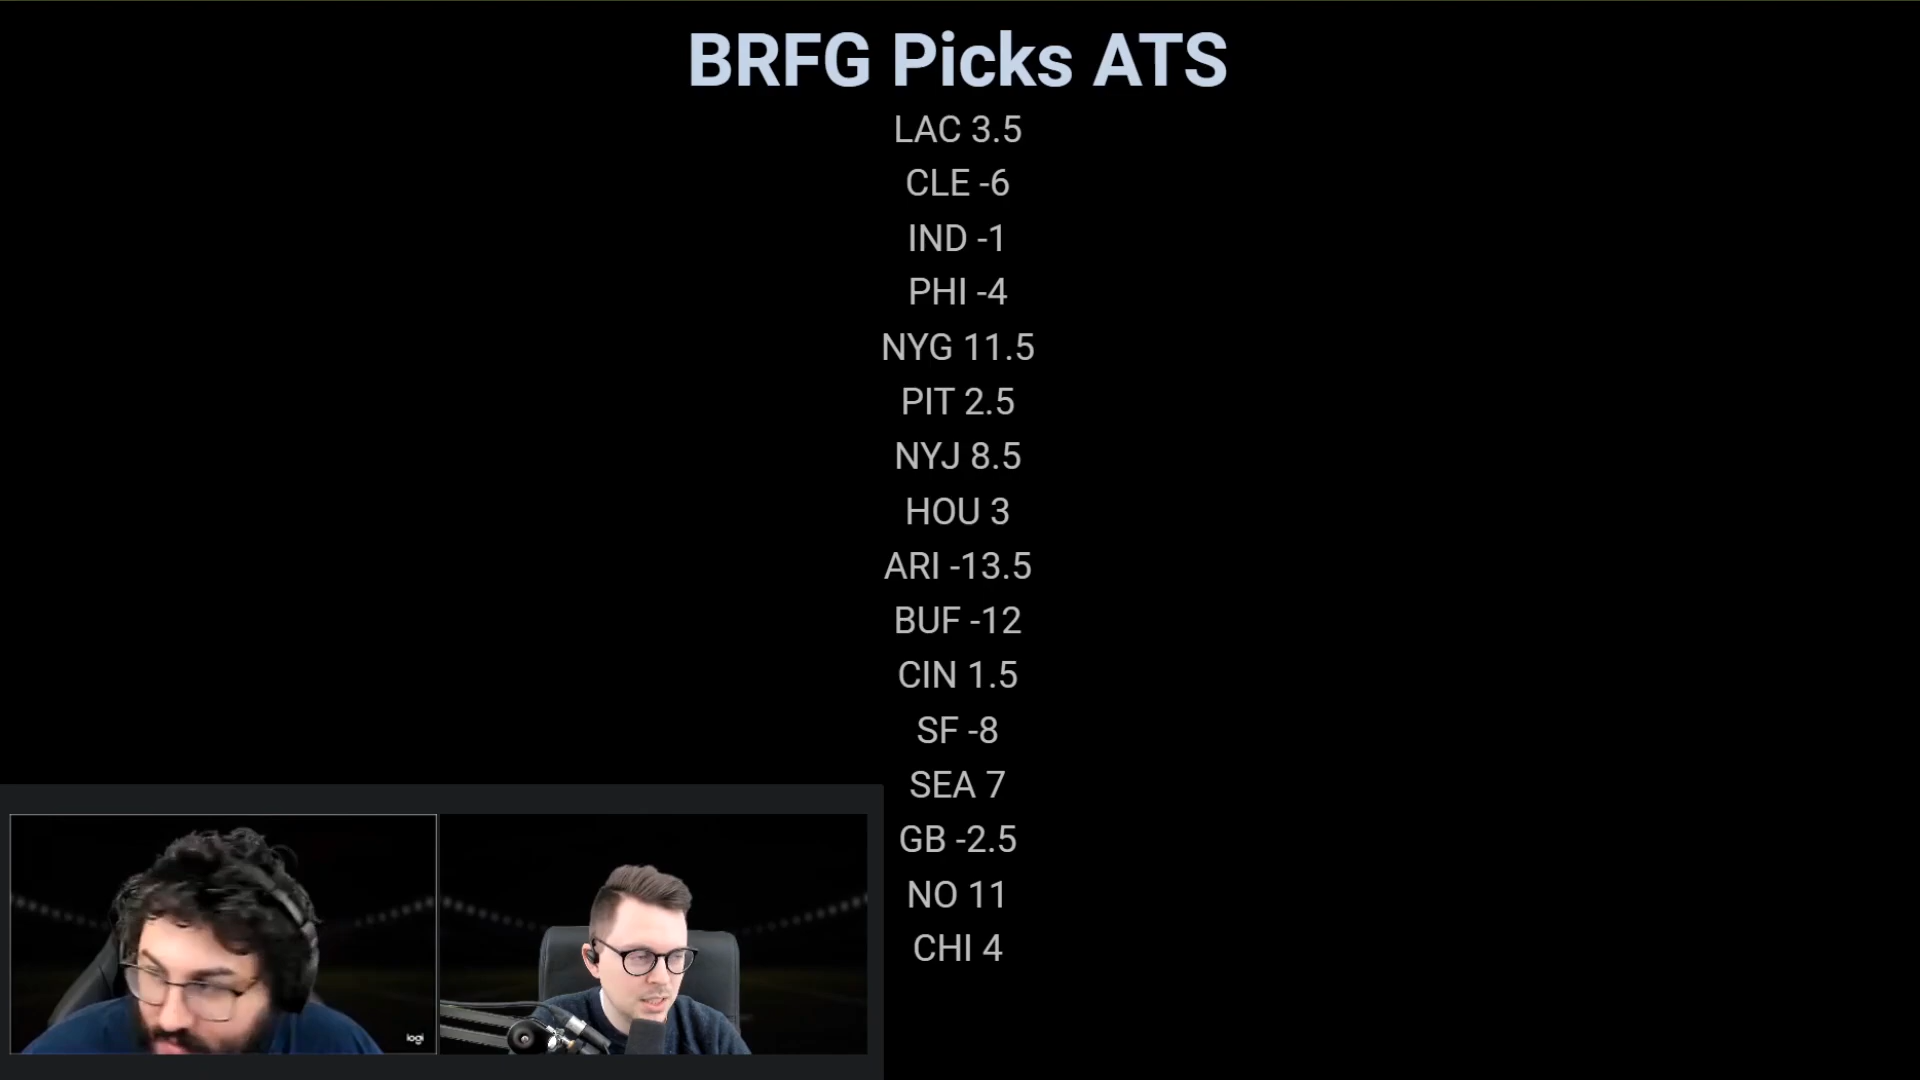 BRFG Picks ATS
LAC 3.5
CLE -6
IND -1
PHI -4
NYG 11.5
PIT 2.5
NYJ 8.5
HOU 3
ARI -13.5
BUF -12
CIN 1.5
SF -8
SEA 7
GB -2.5
NO 11
CHI 4
logi